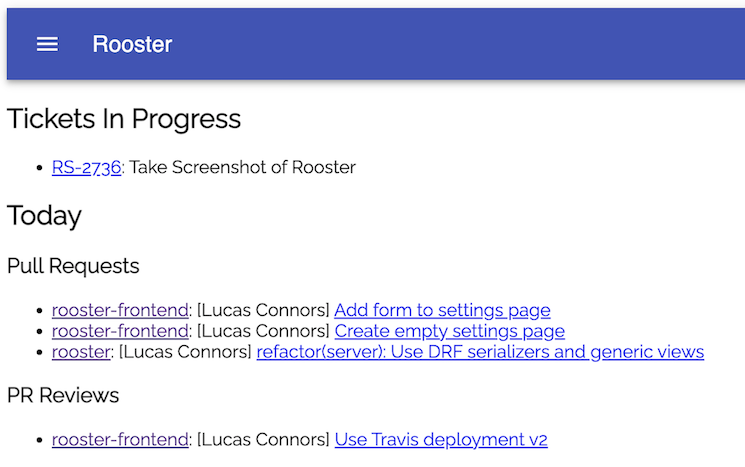 Rooster
Tickets In Progress
RS-2736: Take Screenshot of Rooster
Today
Pull Requests
rooster-frontend: [Lucas Connors] Add form to settings page
rooster-frontend: [Lucas Connors] Create empty settings page
rooster: [Lucas Connors] refactor(server): Use DRF serializers and generic views
PR Reviews
rooster-frontend: [Lucas Connors] Use Travis deployment v2